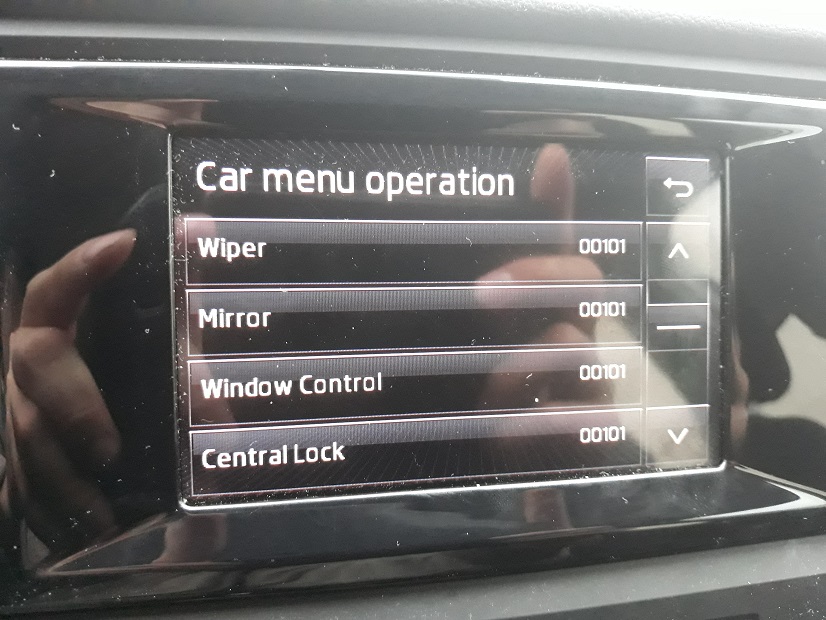 Car menu operation
Wiper 00101
Mirror 00101
Window Control 00101
Central Lock 00101